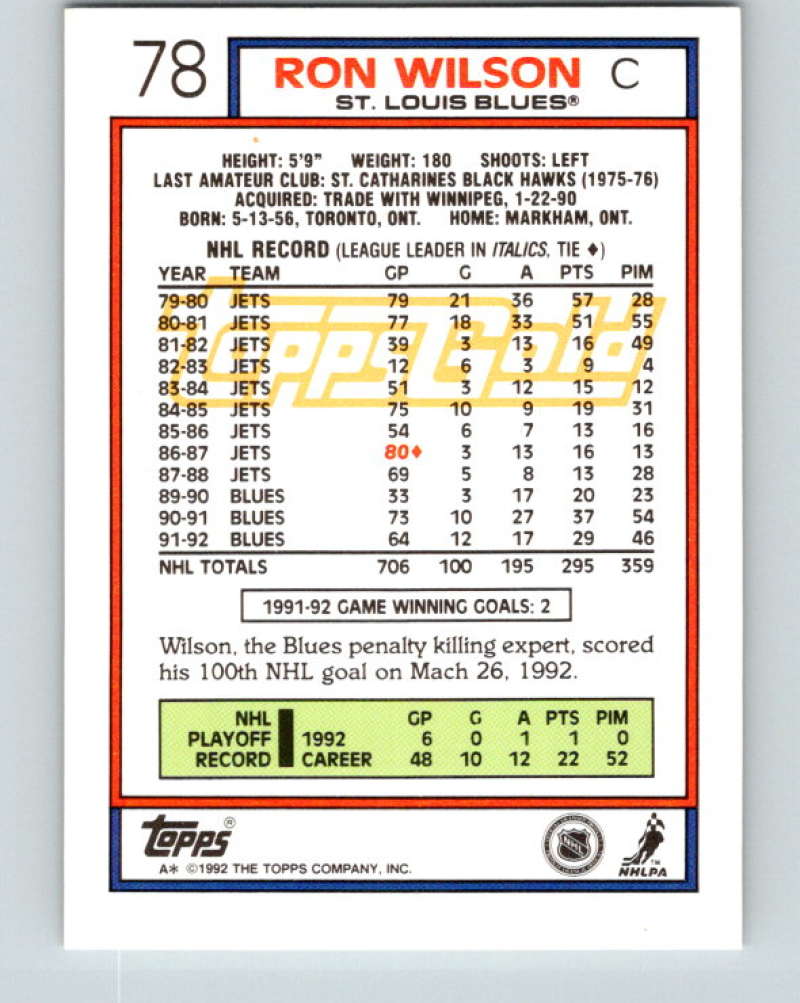 78
RON WILSON C
ST. LOUIS BLUES®
HEIGHT: 5'9" WEIGHT: 180 SHOOTS: LEFT
LAST AMATEUR CLUB: ST. CATHARINES BLACK HAWKS (1975-76)
ACQUIRED: TRADE WITH WINNIPEG, 1-22-90
BORN: 5-13-56, TORONTO, ONT. HOME: MARKHAM, ONT.
NHL RECORD (LEAGUE LEADER IN ITALICS, TIE ♦)
YEAR TEAM GP G A PTS PIM
79-80 JETS 79 21 36 57 28
80-81 JETS 77 18 33 51 55
81-82 JETS 39 3 13 16 49
82-83 JETS 12 6 3 9 4
83-84 JETS 51 3 12 15 12
84-85 JETS 75 10 9 19 31
85-86 JETS 54 6 7 13 16
86-87 JETS 80♦ 3 13 16 13
87-88 JETS 69 5 8 13 28
89-90 BLUES 33 3 17 20 23
90-91 BLUES 73 10 27 37 54
91-92 BLUES 64 12 17 29 46
NHL TOTALS 706 100 195 295 359
Topps Gold
1991-92 GAME WINNING GOALS: 2
Wilson, the Blues penalty killing expert, scored
his 100th NHL goal on Mach 26, 1992.
NHL GP G A PTS PIM
PLAYOFF 1992 6 0 1 1 0
RECORD CAREER 48 10 12 22 52
TOPPS®
A* ©1992 THE TOPPS COMPANY, INC.
NHL
™
NHLPA